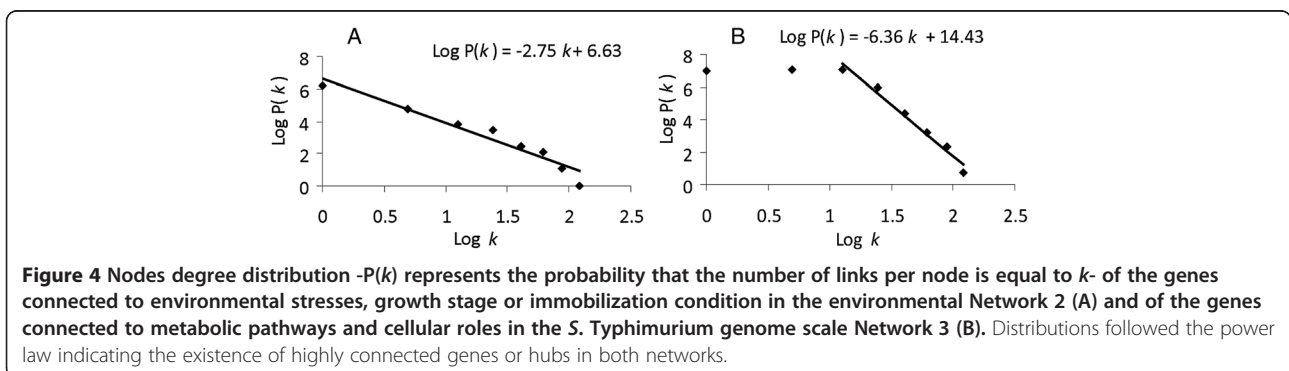 A
Log P(k) = -2.75 k+ 6.63
8
6
4
2
0
Log P( k)
0 0.5 1 1.5 2 2.5
Log k
B
Log P(k) = -6.36 k + 14.43
8
6
4
2
0
Log P( k)
0 0.5 1 1.5 2 2.5
Log k
Figure 4 Nodes degree distribution -P(k) represents the probability that the number of links per node is equal to k- of the genes
connected to environmental stresses, growth stage or immobilization condition in the environmental Network 2 (A) and of the genes
connected to metabolic pathways and cellular roles in the S. Typhimurium genome scale Network 3 (B). Distributions followed the power
law indicating the existence of highly connected genes or hubs in both networks.